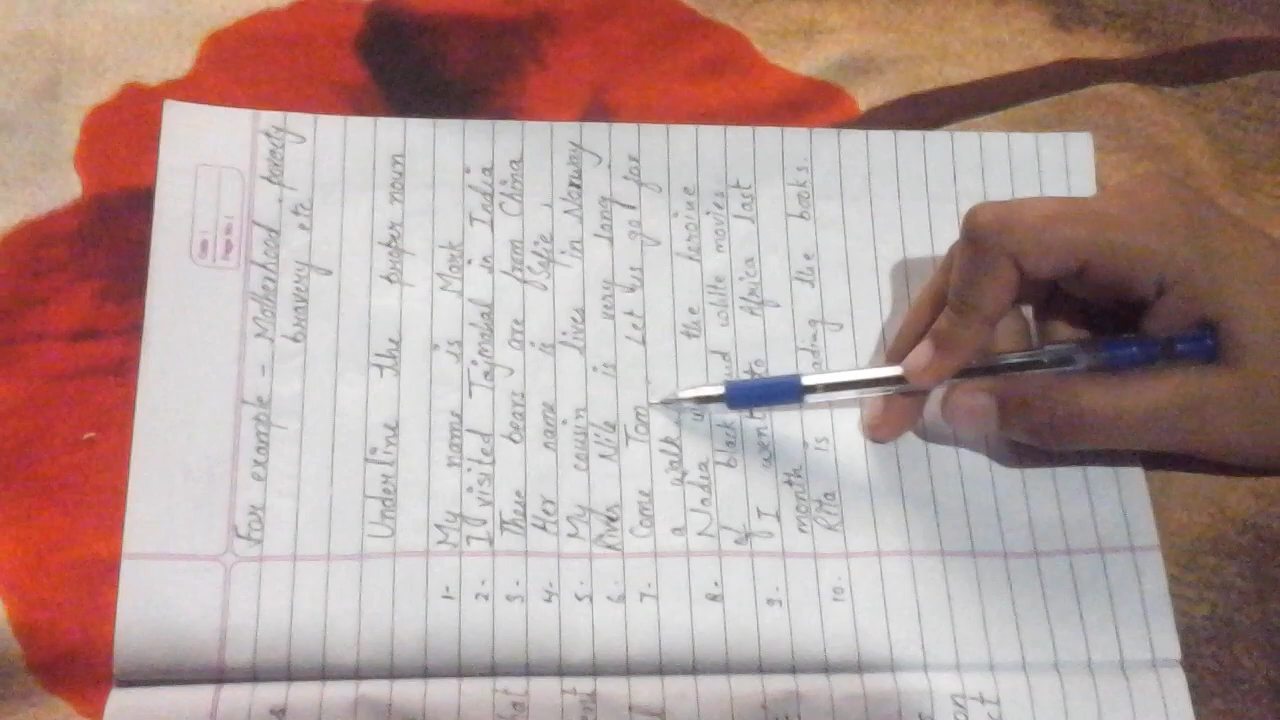 For example - Motherhood, poverty
bravery etc.
Underline the proper noun
1- My name is Mark
2- I visited Tajmahal in India
3- These bears are from China
4- Her name is Sofie.
5. My cousin lives in Norway
6. River Nile is very long
7- Come Tom Let us go for
a walk
8. Nadia the heroine
of black and white movies
9. I went to Africa last
month
10. Rita is reading the books.